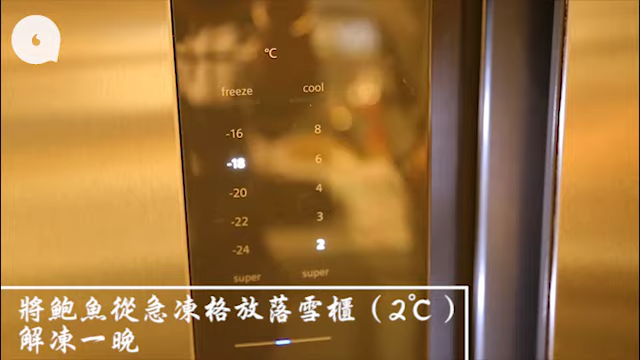 °C
freeze cool
-16 8
-18 6
-20 4
-22 3
-24 2
super super
將鮑魚從急凍格放落雪櫃（2℃）
解凍一晚